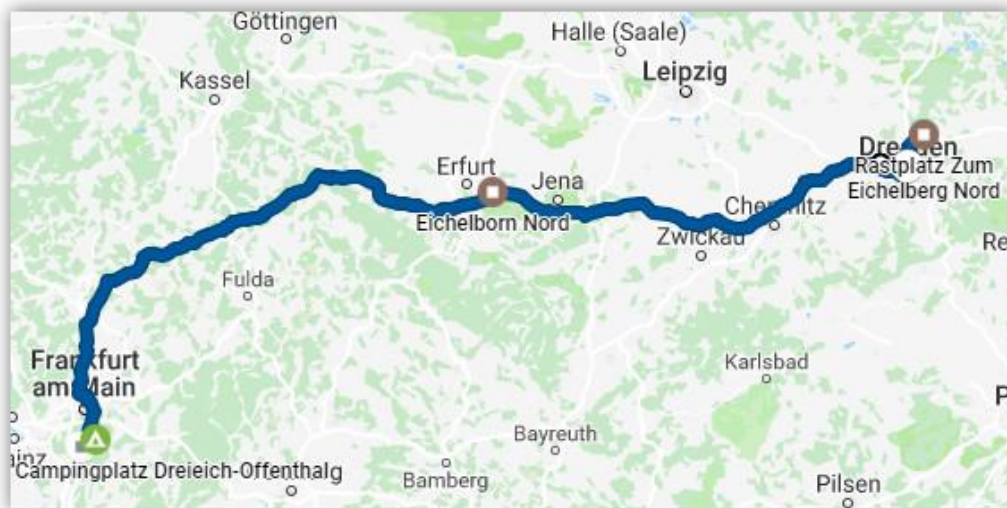 Göttingen
Halle (Saale)
Leipzig
Kassel
Erfurt
Jena
Eichelborn Nord
Chemnitz
Zwickau
Rastplatz Zum
Eichelberg Nord
Fulda
Frankfurt
am Main
Karlsbad
Bayreuth
Bamberg
Pilsen
Campingplatz Dreieich-Offenthalg